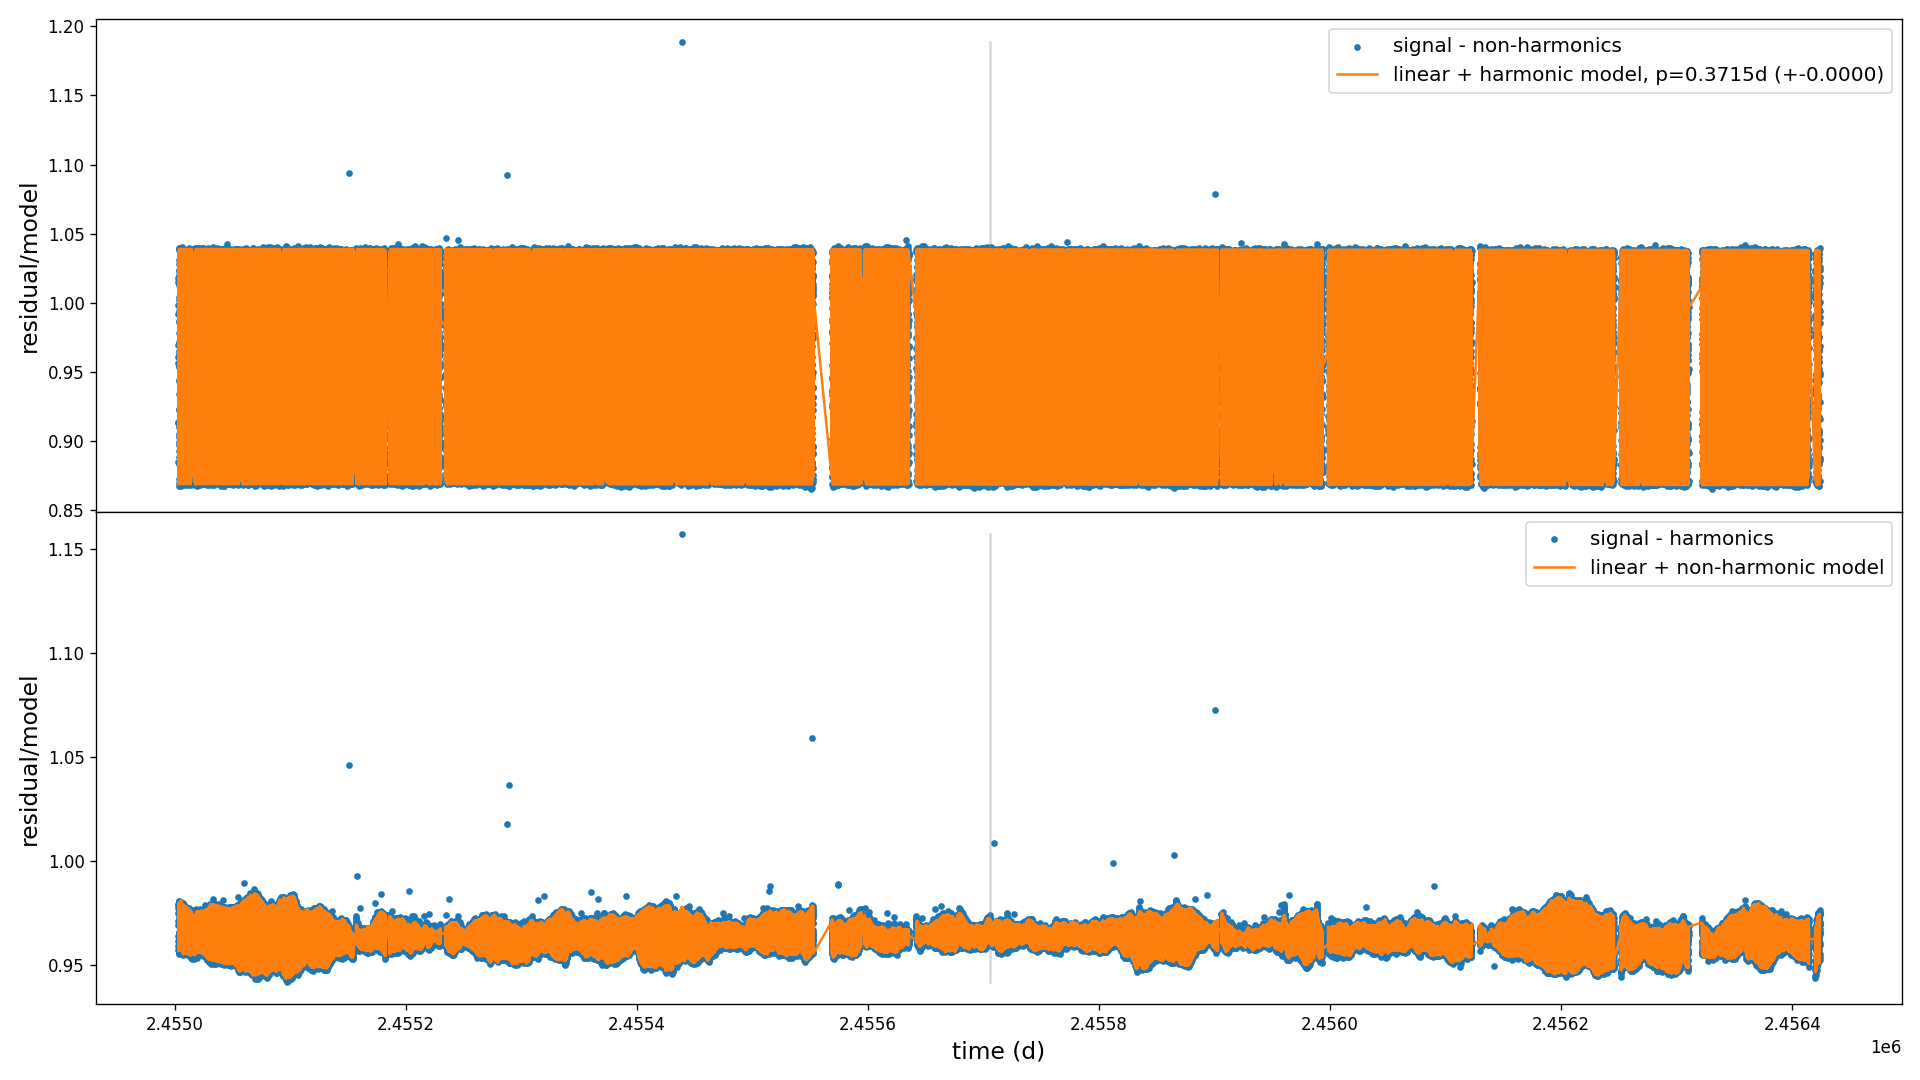 1.20
1.15
1.10
1.05
1.00
0.95
0.90
0.85
residual/model
signal - non-harmonics
linear + harmonic model, p=0.3715d (+-0.0000)
1.15
1.10
1.05
1.00
0.95
residual/model
signal - harmonics
linear + non-harmonic model
2.4550 2.4552 2.4554 2.4556 2.4558 2.4560 2.4562 2.4564
1e6
time (d)